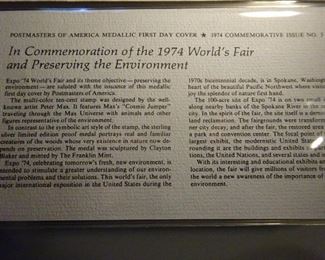 POSTMASTERS OF AMERICA MEDALLIC FIRST DAY COVER ★ 1974 COMMEMORATIVE ISSUE NO. 5
In Commemoration of the 1974 World's Fair
and Preserving the Environment
Expo '74 World's Fair and its theme objective—preserving the
environment — are saluted with the issuance of this medallic
first day cover by Postmasters of America.
The multi-color ten-cent stamp was designed by the well-
known artist Peter Max. It features Max's "Cosmic Jumper"
traveling through the Max Universe with animals and other
figures representative of the environment.
In contrast to the symbolic art style of the stamp, the sterling
silver limited edition proof medal portrays real and familiar
creatures of the woods whose very existence in nature now de-
pends on preservation. The medal was sculptured by Clayton
Blaker and minted by The Franklin Mint.
Expo '74, celebrating tomorrow's fresh, new environment, is
intended to stimulate a greater understanding of our environ-
mental problems and their solutions. This world's fair, the only
major international exposition in the United States during the
1970s bicentennial decade, is in Spokane, Washington
heart of the beautiful Pacific Northwest where visitors
by the splendor of nature first hand.
The 100-acre site of Expo '74 is on two small
along nearby banks of the Spokane River in the
city. In the spirit of the fair, the site itself is a
faced reclamation. The fairgrounds were transformed
ner city decay, and after the fair, the restored area
a park and convention center. The focal point of
largest exhibit, the modernistic United States
rounding it are the buildings and exhibits
tions, the United Nations, and several states and
With its interesting and educational exhibits and
location, the fair will give millions of visitors from
the world a new awareness of the importance of
environment.